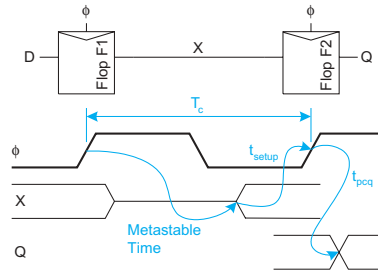 ϕ ϕ
D Flop F1 X Flop F2 Q
T_c
ϕ t_setup
X t_pcq
Metastable
Time
Q